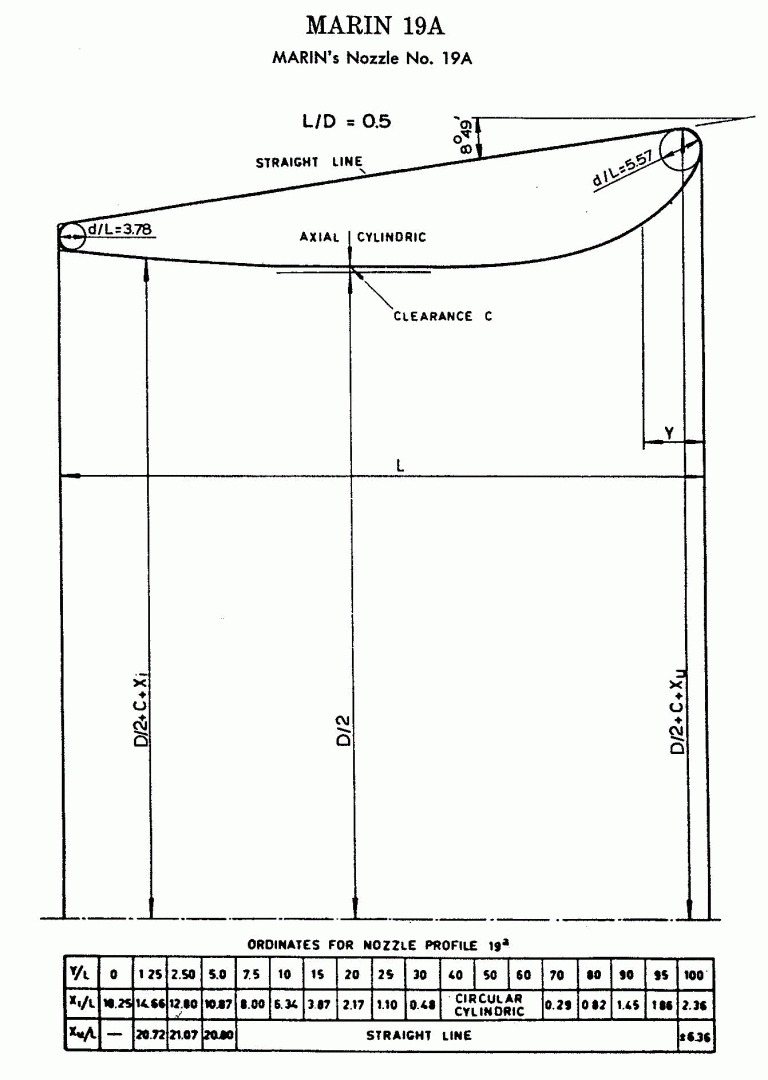 MARIN 19A
MARIN's Nozzle No. 19A
L/D = 0.5
8°49'
STRAIGHT LINE
d/L=5.57
d/L=3.78
AXIAL CYLINDRIC
CLEARANCE C
Y
L
D/2+C+Xi
D/2
D/2+C+Xu
ORDINATES FOR NOZZLE PROFILE 19a
Y/L 0 1.25 2.50 5.0 7.5 10 15 20 25 30 40 50 60 70 80 90 95 100
Xi/L 18.25 14.66 12.80 10.87 8.00 6.34 3.87 2.17 1.10 0.48 CIRCULAR CYLINDRIC 0.29 0.82 1.45 1.86 2.36
Xu/L — 20.72 21.07 20.80 STRAIGHT LINE ±6.36